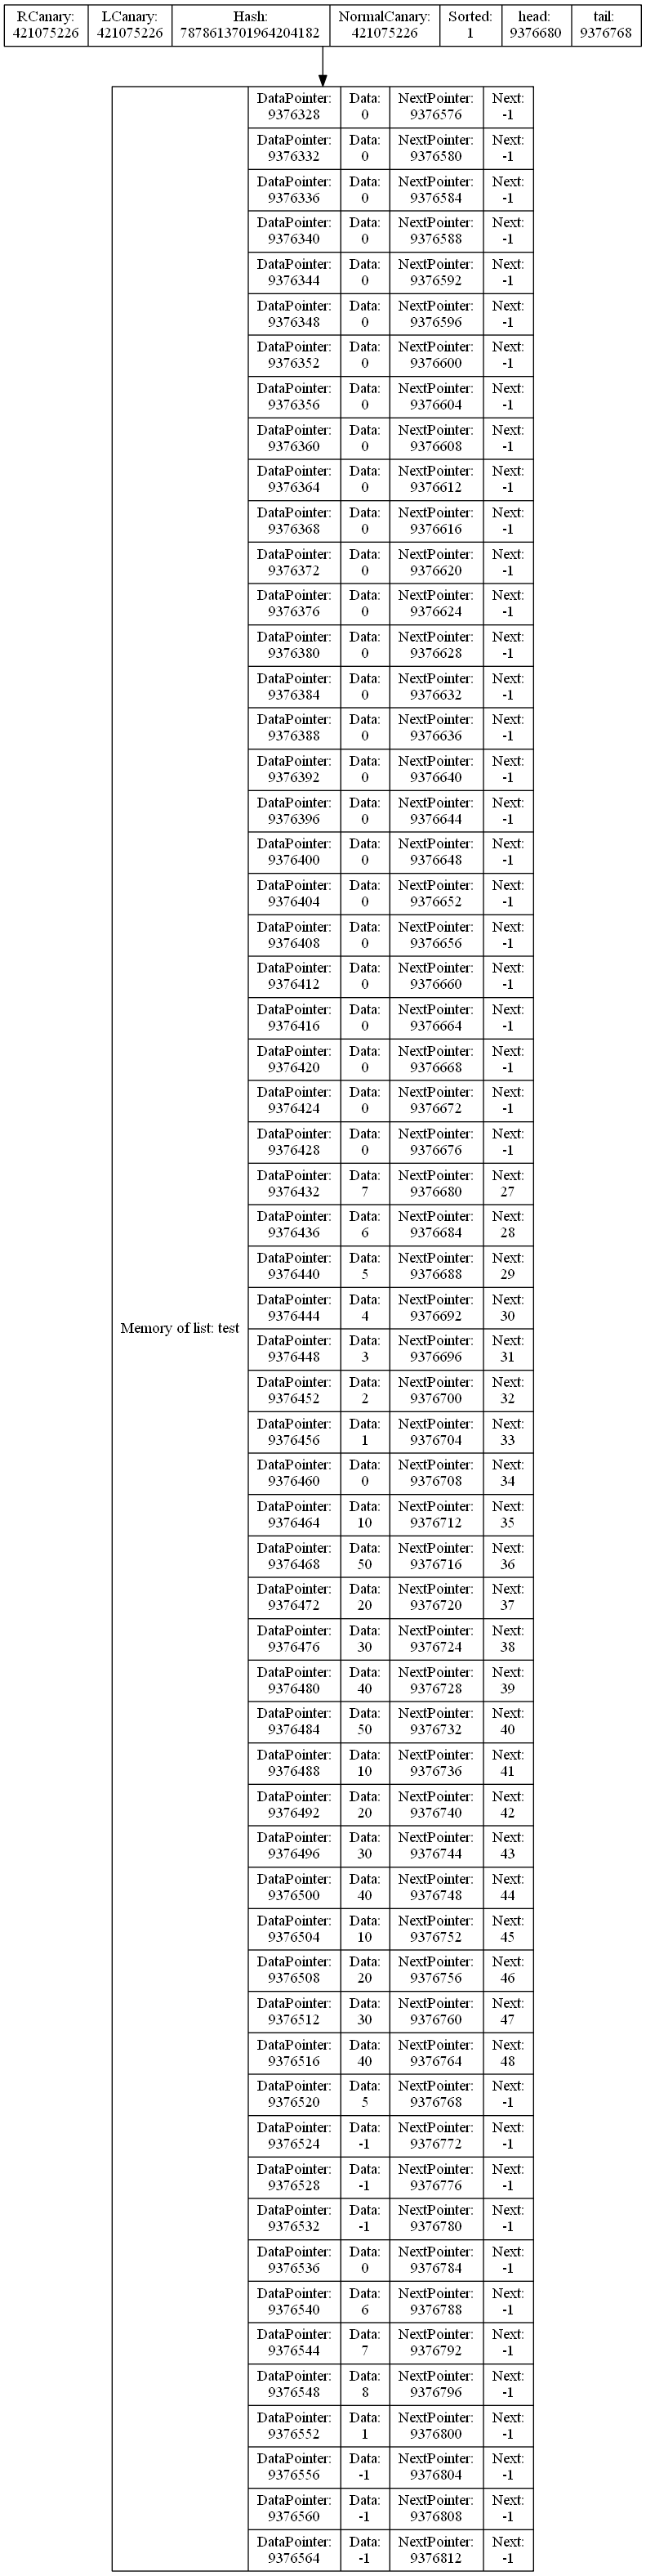 RCanary:
421075226
LCanary:
421075226
Hash:
7878613701964204182
NormalCanary:
421075226
Sorted:
1
head:
9376680
tail:
9376768
Memory of list: test
DataPointer: Data: NextPointer: Next:
9376328 0 9376576 -1
DataPointer: Data: NextPointer: Next:
9376332 0 9376580 -1
DataPointer: Data: NextPointer: Next:
9376336 0 9376584 -1
DataPointer: Data: NextPointer: Next:
9376340 0 9376588 -1
DataPointer: Data: NextPointer: Next:
9376344 0 9376592 -1
DataPointer: Data: NextPointer: Next:
9376348 0 9376596 -1
DataPointer: Data: NextPointer: Next:
9376352 0 9376600 -1
DataPointer: Data: NextPointer: Next:
9376356 0 9376604 -1
DataPointer: Data: NextPointer: Next:
9376360 0 9376608 -1
DataPointer: Data: NextPointer: Next:
9376364 0 9376612 -1
DataPointer: Data: NextPointer: Next:
9376368 0 9376616 -1
DataPointer: Data: NextPointer: Next:
9376372 0 9376620 -1
DataPointer: Data: NextPointer: Next:
9376376 0 9376624 -1
DataPointer: Data: NextPointer: Next:
9376380 0 9376628 -1
DataPointer: Data: NextPointer: Next:
9376384 0 9376632 -1
DataPointer: Data: NextPointer: Next:
9376388 0 9376636 -1
DataPointer: Data: NextPointer: Next:
9376392 0 9376640 -1
DataPointer: Data: NextPointer: Next:
9376396 0 9376644 -1
DataPointer: Data: NextPointer: Next:
9376400 0 9376648 -1
DataPointer: Data: NextPointer: Next:
9376404 0 9376652 -1
DataPointer: Data: NextPointer: Next:
9376408 0 9376656 -1
DataPointer: Data: NextPointer: Next:
9376412 0 9376660 -1
DataPointer: Data: NextPointer: Next:
9376416 0 9376664 -1
DataPointer: Data: NextPointer: Next:
9376420 0 9376668 -1
DataPointer: Data: NextPointer: Next:
9376424 0 9376672 -1
DataPointer: Data: NextPointer: Next:
9376428 0 9376676 -1
DataPointer: Data: NextPointer: Next:
9376432 7 9376680 27
DataPointer: Data: NextPointer: Next:
9376436 6 9376684 28
DataPointer: Data: NextPointer: Next:
9376440 5 9376688 29
DataPointer: Data: NextPointer: Next:
9376444 4 9376692 30
DataPointer: Data: NextPointer: Next:
9376448 3 9376696 31
DataPointer: Data: NextPointer: Next:
9376452 2 9376700 32
DataPointer: Data: NextPointer: Next:
9376456 1 9376704 33
DataPointer: Data: NextPointer: Next:
9376460 0 9376708 34
DataPointer: Data: NextPointer: Next:
9376464 10 9376712 35
DataPointer: Data: NextPointer: Next:
9376468 50 9376716 36
DataPointer: Data: NextPointer: Next:
9376472 20 9376720 37
DataPointer: Data: NextPointer: Next:
9376476 30 9376724 38
DataPointer: Data: NextPointer: Next:
9376480 40 9376728 39
DataPointer: Data: NextPointer: Next:
9376484 50 9376732 40
DataPointer: Data: NextPointer: Next:
9376488 10 9376736 41
DataPointer: Data: NextPointer: Next:
9376492 20 9376740 42
DataPointer: Data: NextPointer: Next:
9376496 30 9376744 43
DataPointer: Data: NextPointer: Next:
9376500 40 9376748 44
DataPointer: Data: NextPointer: Next:
9376504 10 9376752 45
DataPointer: Data: NextPointer: Next:
9376508 20 9376756 46
DataPointer: Data: NextPointer: Next:
9376512 30 9376760 47
DataPointer: Data: NextPointer: Next:
9376516 40 9376764 48
DataPointer: Data: NextPointer: Next:
9376520 5 9376768 -1
DataPointer: Data: NextPointer: Next:
9376524 -1 9376772 -1
DataPointer: Data: NextPointer: Next:
9376528 -1 9376776 -1
DataPointer: Data: NextPointer: Next:
9376532 -1 9376780 -1
DataPointer: Data: NextPointer: Next:
9376536 0 9376784 -1
DataPointer: Data: NextPointer: Next:
9376540 6 9376788 -1
DataPointer: Data: NextPointer: Next:
9376544 7 9376792 -1
DataPointer: Data: NextPointer: Next:
9376548 8 9376796 -1
DataPointer: Data: NextPointer: Next:
9376552 1 9376800 -1
DataPointer: Data: NextPointer: Next:
9376556 -1 9376804 -1
DataPointer: Data: NextPointer: Next:
9376560 -1 9376808 -1
DataPointer: Data: NextPointer: Next:
9376564 -1 9376812 -1